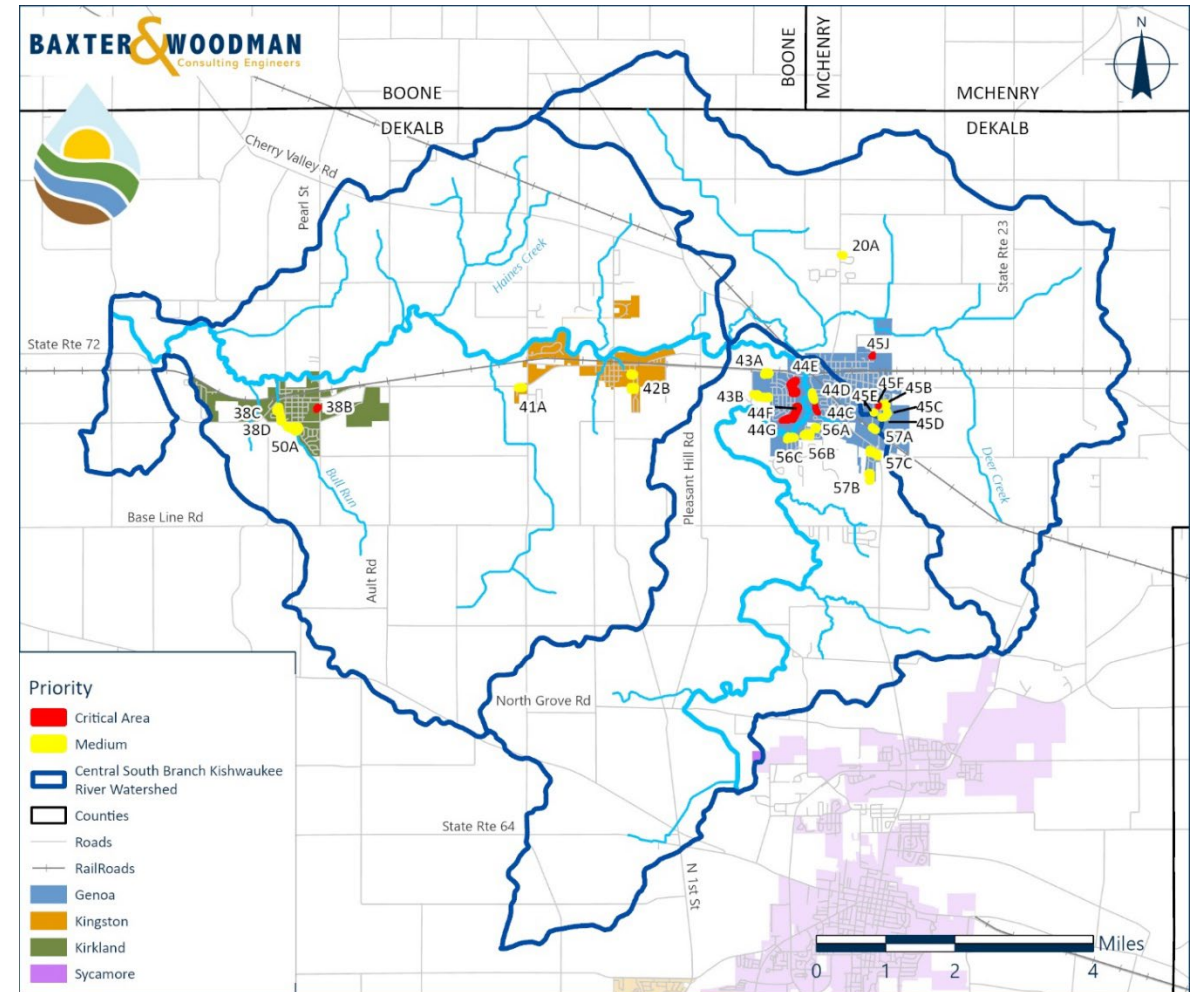 BAXTER & WOODMAN
Consulting Engineers
BOONE
MCHENRY
N
BOONE
MCHENRY
DEKALB
DEKALB
Cherry Valley Rd
Pearl St
Haines Creek
State Rte 23
20A
State Rte 72
45J
43A
44E
45F
45B
44D
45E
38C
38B
41A
42B
43B
44F
44C
45C
38D
44G
56A
45D
50A
57A
56C
56B
57C
Bull Run
Pleasant Hill Rd
57B
Deer Creek
Base Line Rd
Ault Rd
North Grove Rd
State Rte 64
N 1st St
Priority
Critical Area
Medium
Central South Branch Kishwaukee
River Watershed
Counties
Roads
RailRoads
Genoa
Kingston
Kirkland
Sycamore
Miles
0 1 2 4